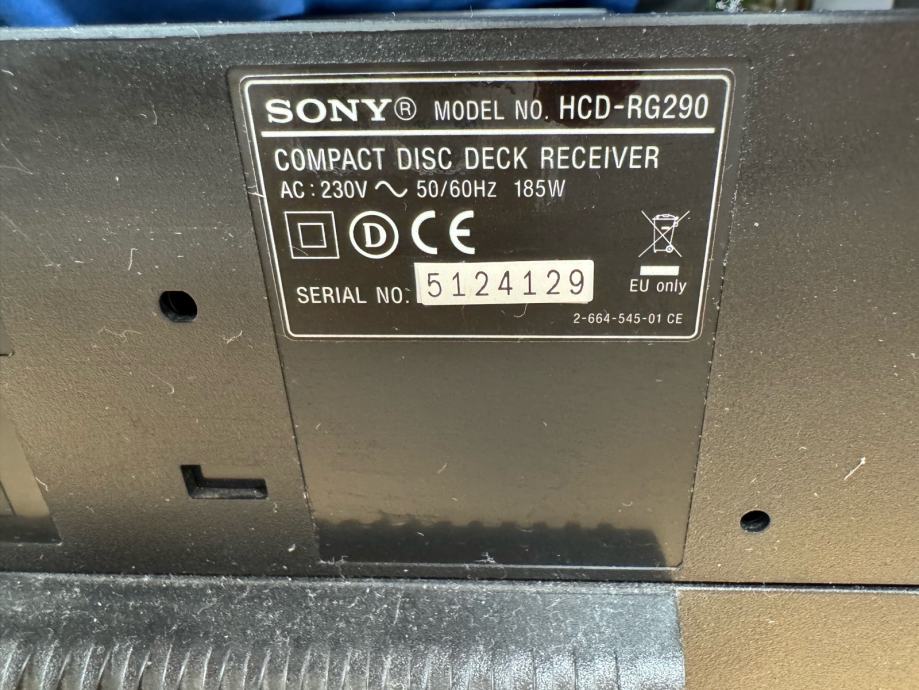 SONY® MODEL NO. HCD-RG290
COMPACT DISC DECK RECEIVER
AC : 230V ~ 50/60Hz 185W
D CE
SERIAL NO: 5124129
EU only
2-664-545-01 CE